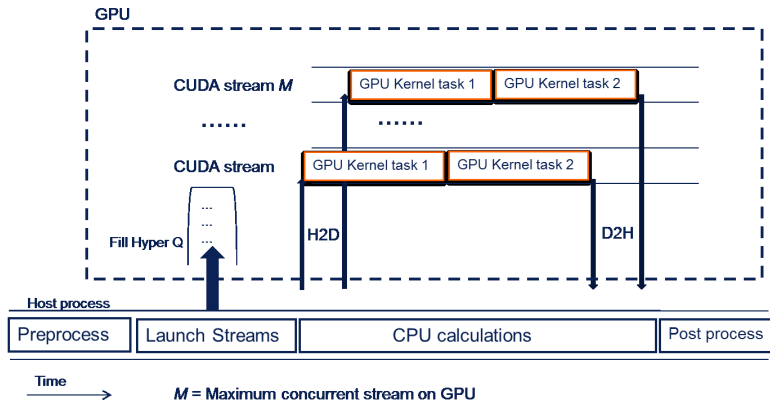 GPU
CUDA stream M
GPU Kernel task 1
GPU Kernel task 2
......
......
CUDA stream
GPU Kernel task 1
GPU Kernel task 2
...
...
...
Fill Hyper Q
H2D
D2H
Host process
Preprocess
Launch Streams
CPU calculations
Post process
Time
M = Maximum concurrent stream on GPU